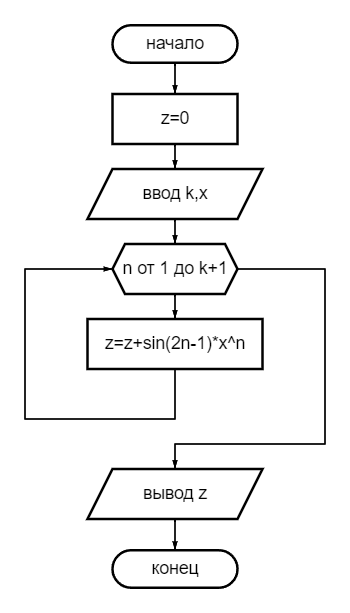 начало
z=0
ввод k,x
n от 1 до k+1
z=z+sin(2n-1)*x^n
вывод z
конец